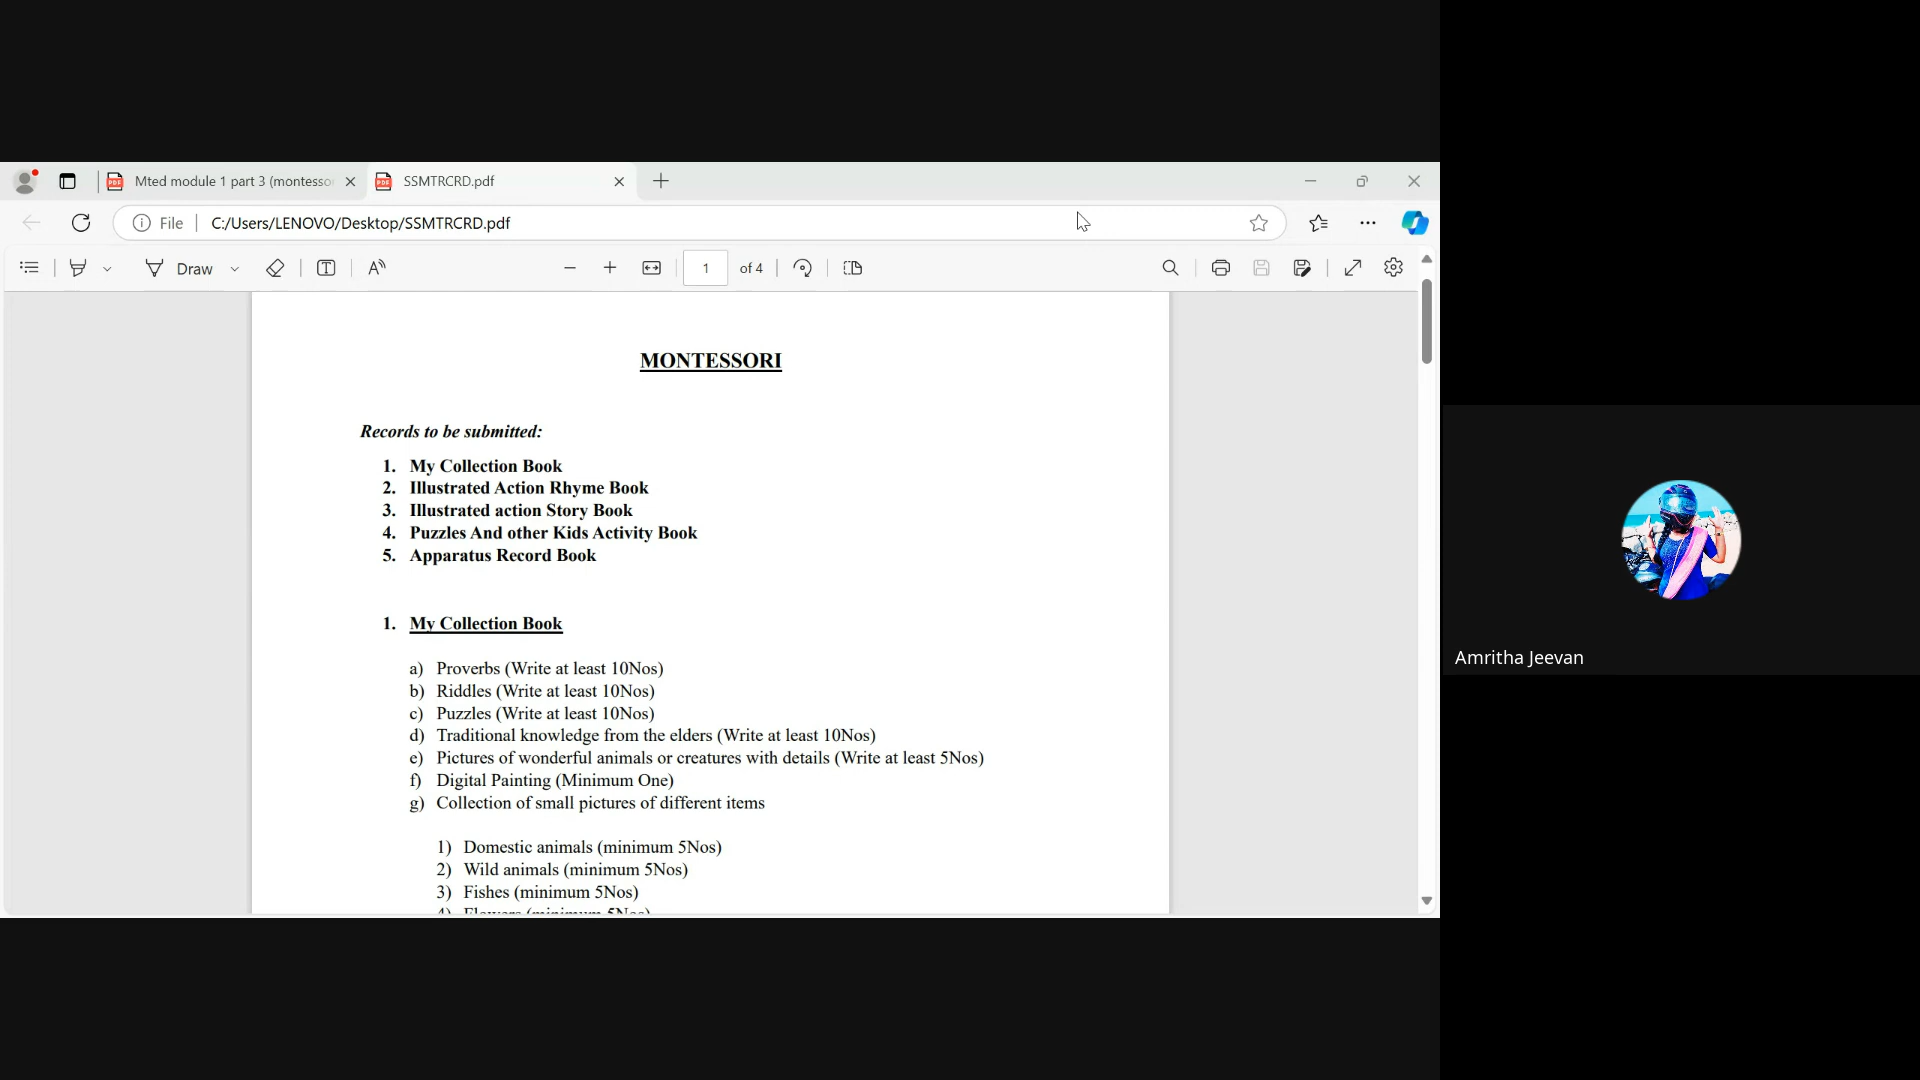 Mted module 1 part 3 (montesso
SSMTRCRD.pdf
File
C:/Users/LENOVO/Desktop/SSMTRCRD.pdf
Draw
1 of 4
MONTESSORI
Records to be submitted:
1. My Collection Book
2. Illustrated Action Rhyme Book
3. Illustrated action Story Book
4. Puzzles And other Kids Activity Book
5. Apparatus Record Book
1. My Collection Book
a) Proverbs (Write at least 10Nos)
b) Riddles (Write at least 10Nos)
c) Puzzles (Write at least 10Nos)
d) Traditional knowledge from the elders (Write at least 10Nos)
e) Pictures of wonderful animals or creatures with details (Write at least 5Nos)
f) Digital Painting (Minimum One)
g) Collection of small pictures of different items
1) Domestic animals (minimum 5Nos)
2) Wild animals (minimum 5Nos)
3) Fishes (minimum 5Nos)
4) Flowers (minimum 5Nos)
Amritha Jeevan